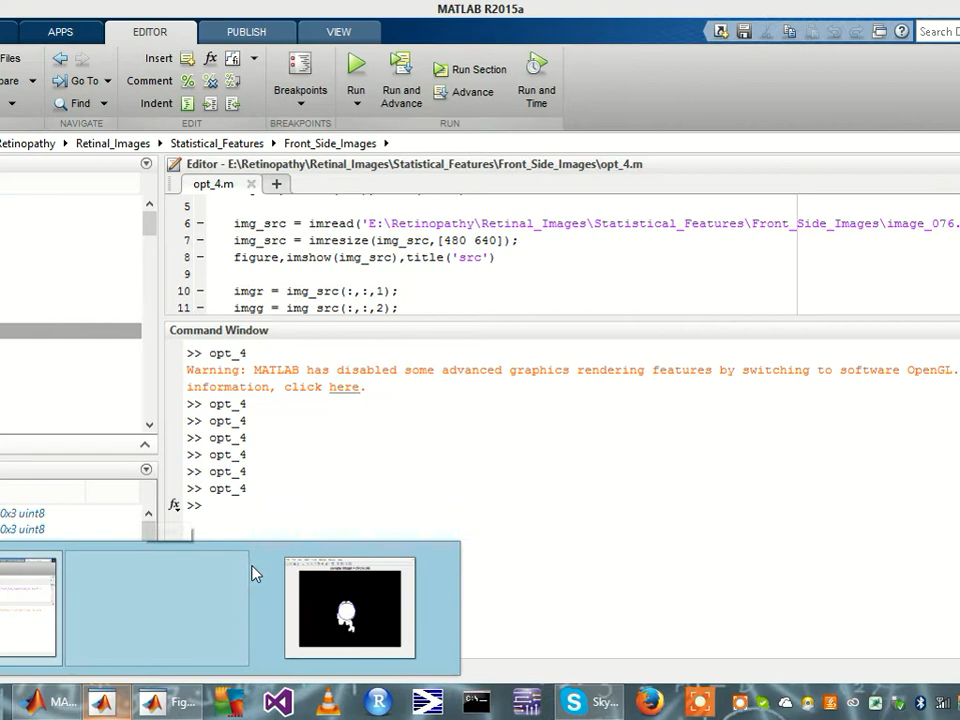 MATLAB R2015a
APPS
EDITOR
PUBLISH
VIEW
Search D
Files
Insert
fx
pare
Go To
Comment
Breakpoints
Run
Run and
Advance
Run Section
Advance
Run and
Time
Find
Indent
NAVIGATE
EDIT
BREAKPOINTS
RUN
Retinopathy
Retinal_Images
Statistical_Features
Front_Side_Images
Editor - E:\Retinopathy\Retinal_Images\Statistical_Features\Front_Side_Images\opt_4.m
opt_4.m
5
6 img_src = imread('E:\Retinopathy\Retinal_Images\Statistical_Features\Front_Side_Images\image_076.
7 img_src = imresize(img_src,[480 640]);
8 figure,imshow(img_src),title('src')
9
10 imgr = img_src(:,:,1);
11 imgg = img_src(:,:,2);
Command Window
>> opt_4
Warning: MATLAB has disabled some advanced graphics rendering features by switching to software OpenGL.
information, click here.
>> opt_4
>> opt_4
>> opt_4
>> opt_4
>> opt_4
>> opt_4
fx >>
0x3 uint8
0x3 uint8
MA...
Fig...
R
Sky...